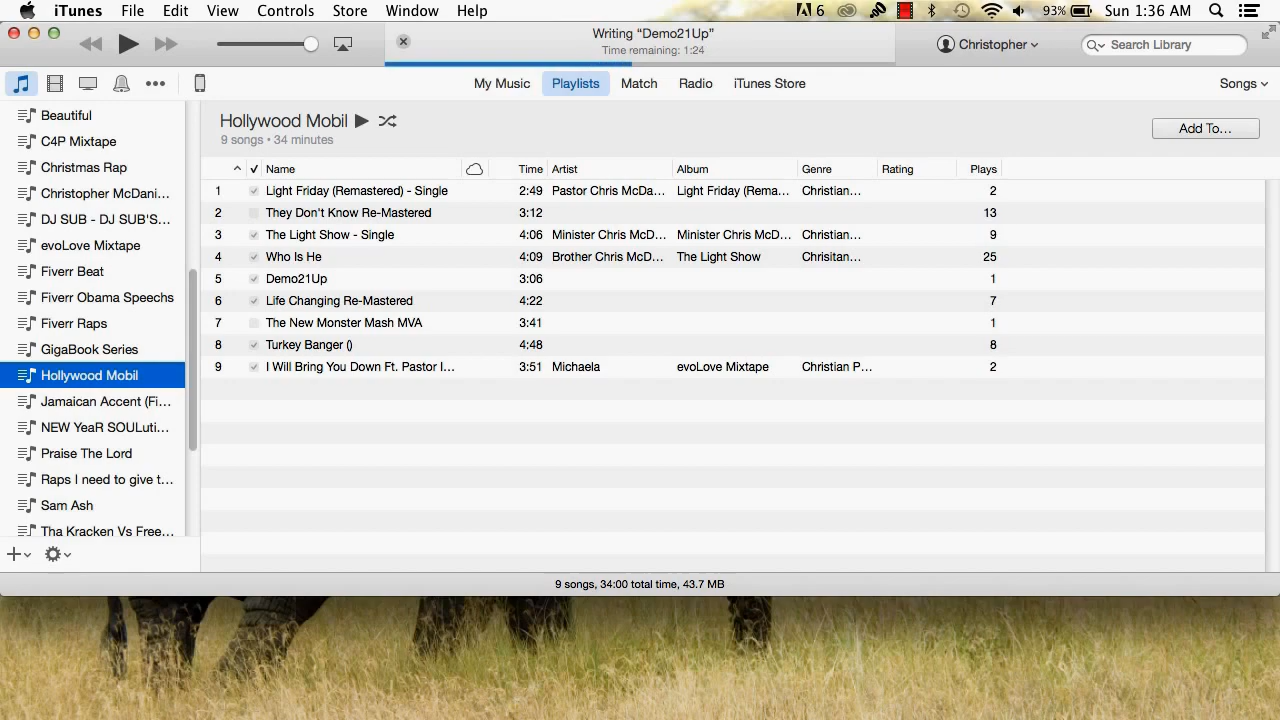 iTunes File Edit View Controls Store Window Help 6 93% Sun 1:36 AM
Writing “Demo21Up”
Time remaining: 1:24
Christopher
Search Library
My Music Playlists Match Radio iTunes Store Songs
Beautiful
C4P Mixtape
Christmas Rap
Christopher McDani...
DJ SUB - DJ SUB'S...
evoLove Mixtape
Fiverr Beat
Fiverr Obama Speechs
Fiverr Raps
GigaBook Series
Hollywood Mobil
Jamaican Accent (Fi...
NEW YeaR SOULuti...
Praise The Lord
Raps I need to give t...
Sam Ash
Tha Kracken Vs Free...
Hollywood Mobil
9 songs • 34 minutes
Add To...
Name Time Artist Album Genre Rating Plays
1 Light Friday (Remastered) - Single 2:49 Pastor Chris McDa... Light Friday (Rema... Christian... 2
2 They Don't Know Re-Mastered 3:12 13
3 The Light Show - Single 4:06 Minister Chris McD... Minister Chris McD... Christian... 9
4 Who Is He 4:09 Brother Chris McD... The Light Show Chrisitan... 25
5 Demo21Up 3:06 1
6 Life Changing Re-Mastered 4:22 7
7 The New Monster Mash MVA 3:41 1
8 Turkey Banger () 4:48 8
9 I Will Bring You Down Ft. Pastor I... 3:51 Michaela evoLove Mixtape Christian P... 2
9 songs, 34:00 total time, 43.7 MB